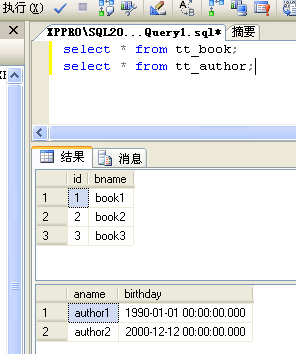 执行(X)
XPPRO\SQL20...Query1.sql* 摘要
select * from tt_book;
select * from tt_author;
结果 消息
id bname
1 1 book1
2 2 book2
3 3 book3
aname birthday
1 author1 1990-01-01 00:00:00.000
2 author2 2000-12-12 00:00:00.000